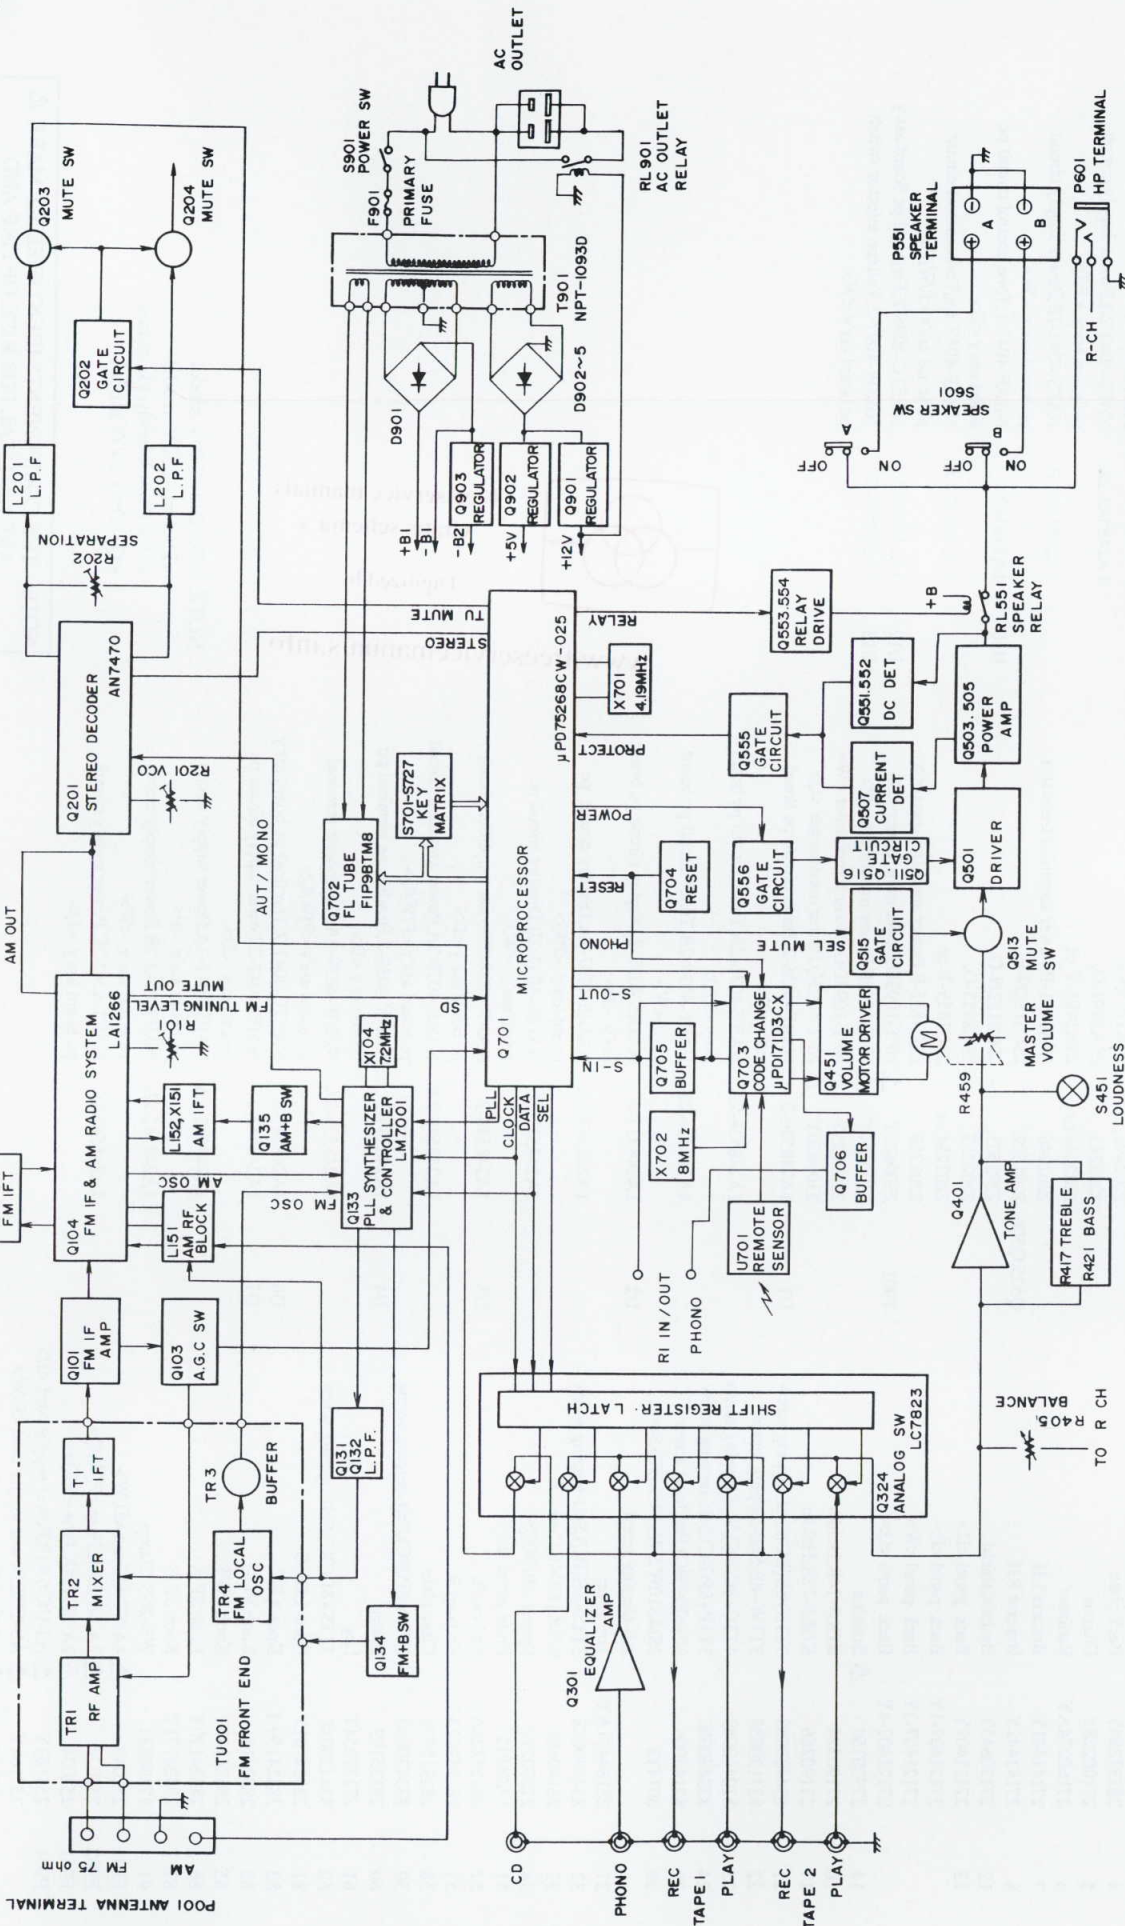 POO1 ANTENNA TERMINAL
FM 75 ohm
AM
TR1
RF AMP
TR2
MIXER
T1
IFT
TR4
FM LOCAL
OSC
TR3
BUFFER
TU001
FM FRONT END
Q101
FM IF
AMP
Q103
A.G.C SW
FM IFT
Q104
FM IF & AM RADIO SYSTEM
LA1266
AM OUT
L151
AM RF
BLOCK
AM OSC
FM OSC
L152,X151
AM IFT
R101
FM TUNING LEVEL
MUTE OUT
SD
Q135
AM+B SW
X104
7.2MHz
Q133
PLL SYNTHESIZER
& CONTROLLER
LM7001
Q131
Q132
L.P.F.
Q134
FM+B SW
Q201
STEREO DECODER
AN7470
R201 VCO
AUT/MONO
R202
SEPARATION
L201
L.P.F
L202
L.P.F
Q202
GATE
CIRCUIT
Q203
MUTE SW
Q204
MUTE SW
STEREO
TU MUTE
Q702
FL TUBE
FIP9BTM8
S701-S727
KEY
MATRIX
D901
D902~5
+B1
-B1
-B2
Q903
REGULATOR
+5V
Q902
REGULATOR
+12V
Q901
REGULATOR
T901
NPT-1093D
F901
PRIMARY
FUSE
S901
POWER SW
AC
OUTLET
RL901
AC OUTLET
RELAY
Q701
MICROPROCESSOR
μPD75268CW-025
PLL
CLOCK
DATA
SEL
S-IN
S-OUT
PHONO
RESET
POWER
PROTECT
RELAY
X701
4.19MHz
Q704
RESET
Q705
BUFFER
X702
8MHz
Q703
CODE CHANGE
μPD17103CX
U701
REMOTE
SENSOR
Q706
BUFFER
RI IN/OUT
PHONO
Q451
VOLUME
MOTOR DRIVER
M
R459
MASTER
VOLUME
S451
LOUDNESS
SEL MUTE
Q515
GATE
CIRCUIT
Q513
MUTE
SW
Q556
GATE
CIRCUIT
Q511.Q516
GATE
CIRCUIT
Q501
DRIVER
Q503.505
POWER
AMP
Q507
CURRENT
DET
Q551.552
DC DET
Q555
GATE
CIRCUIT
Q553.554
RELAY
DRIVE
+B
RL551
SPEAKER
RELAY
SPEAKER SW
S601
A
OFF
ON
B
OFF
ON
P551
SPEAKER
TERMINAL
A
B
R-CH
P601
HP TERMINAL
SHIFT REGISTER·LATCH
Q324
ANALOG SW
LC7823
Q301
EQUALIZER
AMP
CD
PHONO
REC
TAPE 1
PLAY
REC
TAPE 2
PLAY
Q401
TONE AMP
R417 TREBLE
R421 BASS
R405
BALANCE
TO R CH